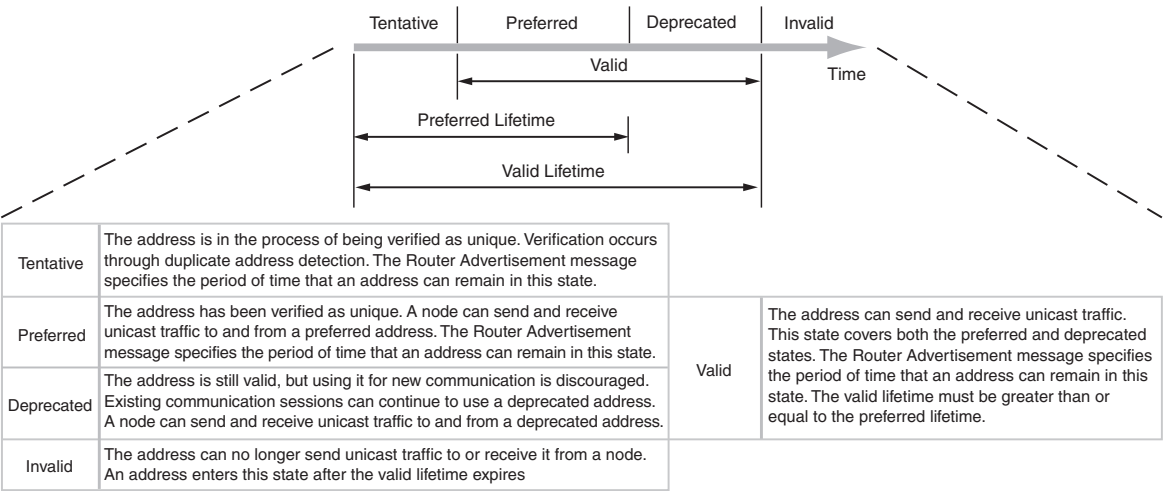 Tentative Preferred Deprecated Invalid
Valid
Time
Preferred Lifetime
Valid Lifetime
Tentative
The address is in the process of being verified as unique. Verification occurs
through duplicate address detection. The Router Advertisement message
specifies the period of time that an address can remain in this state.
Preferred
The address has been verified as unique. A node can send and receive
unicast traffic to and from a preferred address. The Router Advertisement
message specifies the period of time that an address can remain in this state.
Deprecated
The address is still valid, but using it for new communication is discouraged.
Existing communication sessions can continue to use a deprecated address.
A node can send and receive unicast traffic to and from a deprecated address.
Valid
The address can send and receive unicast traffic.
This state covers both the preferred and deprecated
states. The Router Advertisement message specifies
the period of time that an address can remain in this
state. The valid lifetime must be greater than or
equal to the preferred lifetime.
Invalid
The address can no longer send unicast traffic to or receive it from a node.
An address enters this state after the valid lifetime expires